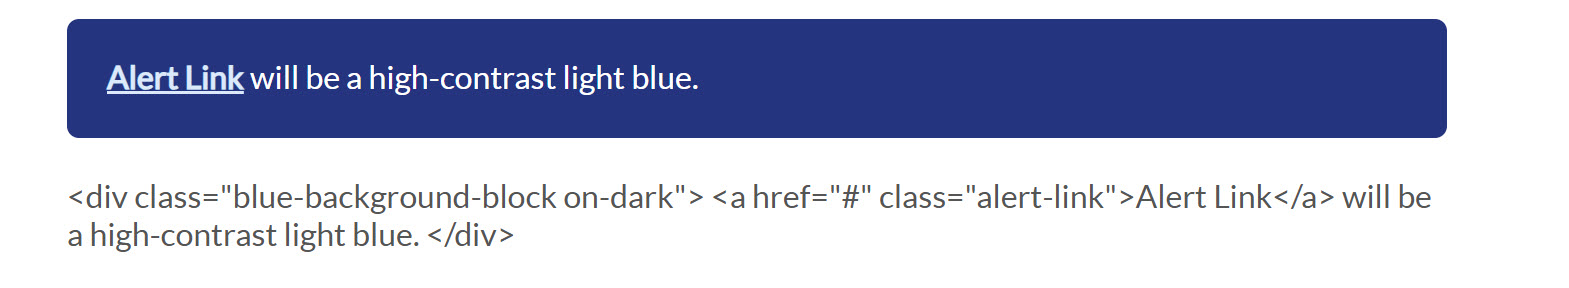 Alert Link will be a high-contrast light blue.
<div class="blue-background-block on-dark"> <a href="#" class="alert-link">Alert Link</a> will be
a high-contrast light blue. </div>